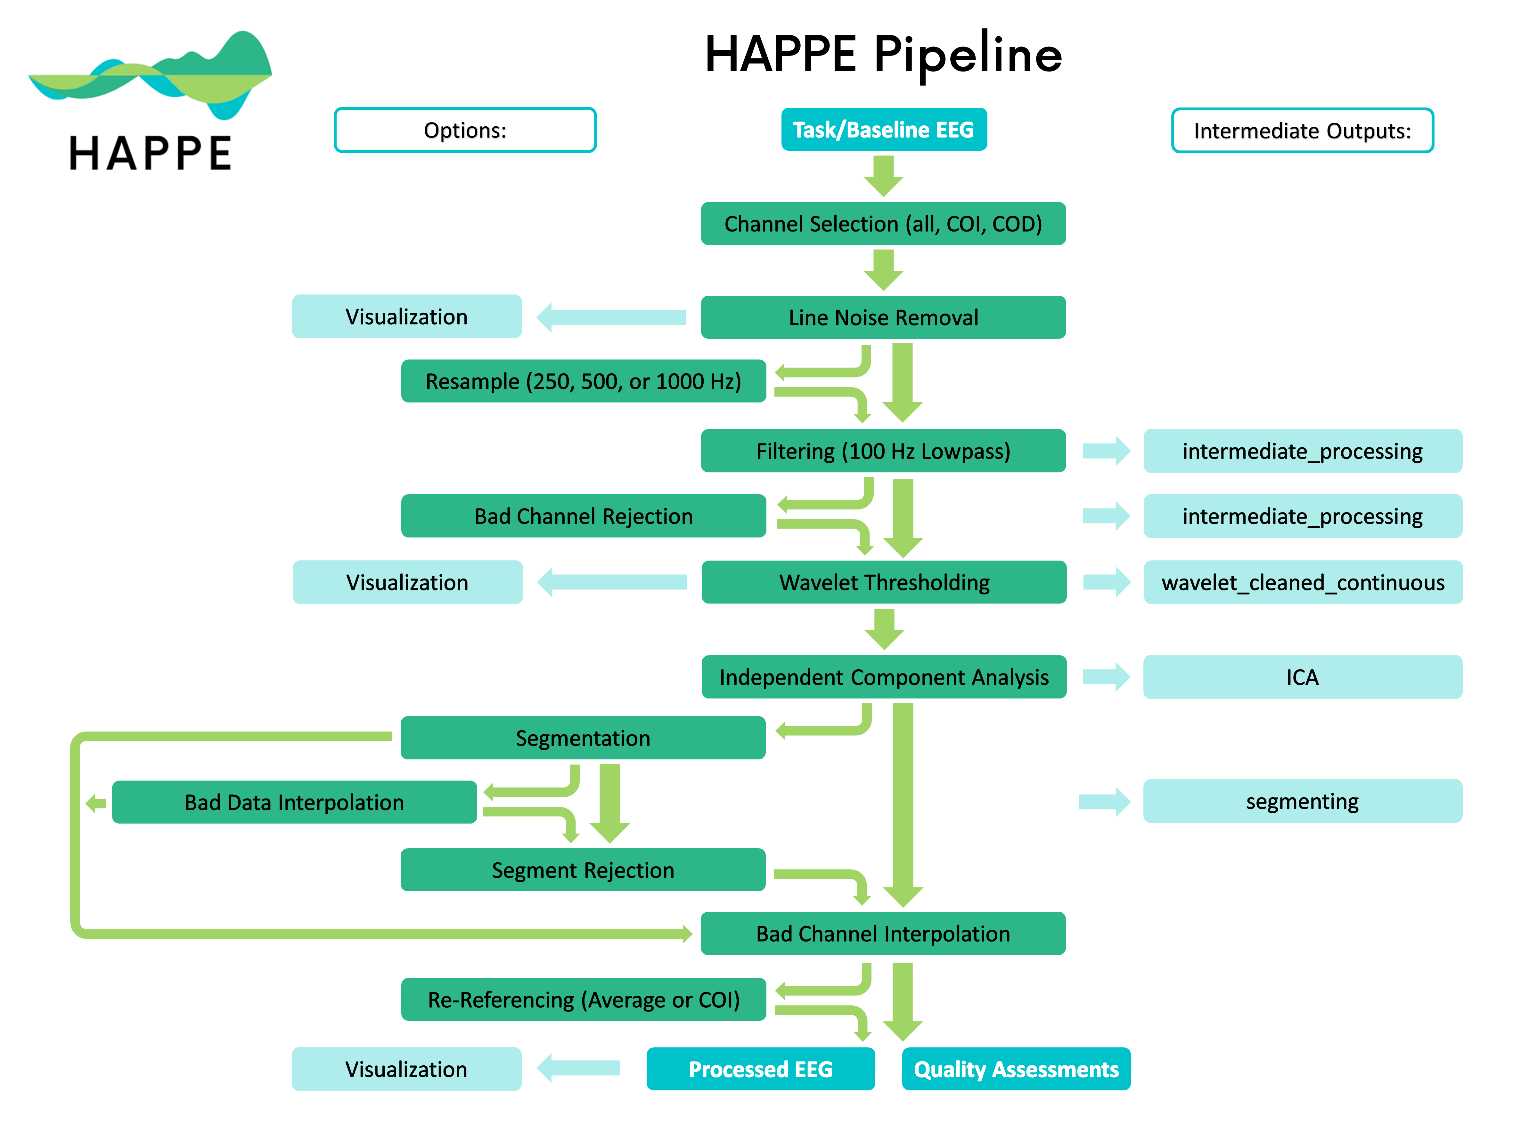 HAPPE Pipeline
HAPPE
Options:
Task/Baseline EEG
Intermediate Outputs:
Channel Selection (all, COI, COD)
Visualization
Line Noise Removal
Resample (250, 500, or 1000 Hz)
Filtering (100 Hz Lowpass)
intermediate_processing
Bad Channel Rejection
intermediate_processing
Visualization
Wavelet Thresholding
wavelet_cleaned_continuous
Independent Component Analysis
ICA
Segmentation
Bad Data Interpolation
segmenting
Segment Rejection
Bad Channel Interpolation
Re-Referencing (Average or COI)
Visualization
Processed EEG
Quality Assessments